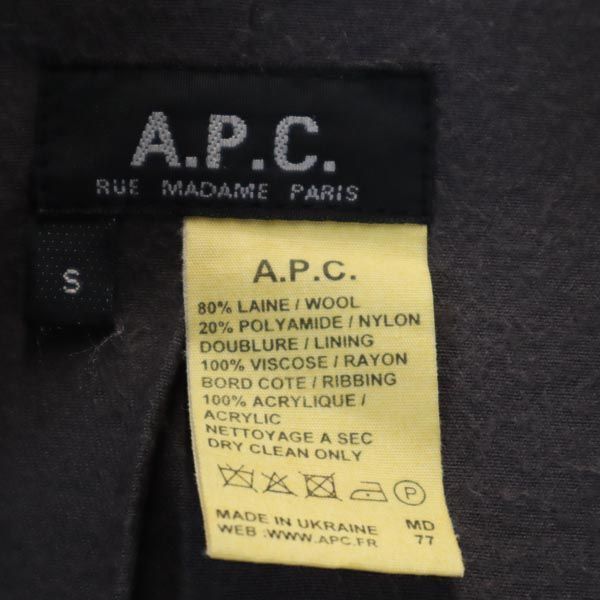 A.P.C.
RUE MADAME PARIS
S
A.P.C.
80% LAINE / WOOL
20% POLYAMIDE / NYLON
DOUBLURE / LINING
100% VISCOSE / RAYON
BORD COTE / RIBBING
100% ACRYLIQUE /
ACRYLIC
NETTOYAGE A SEC
DRY CLEAN ONLY
P
MADE IN UKRAINE MD
WEB :WWW.APC.FR 77